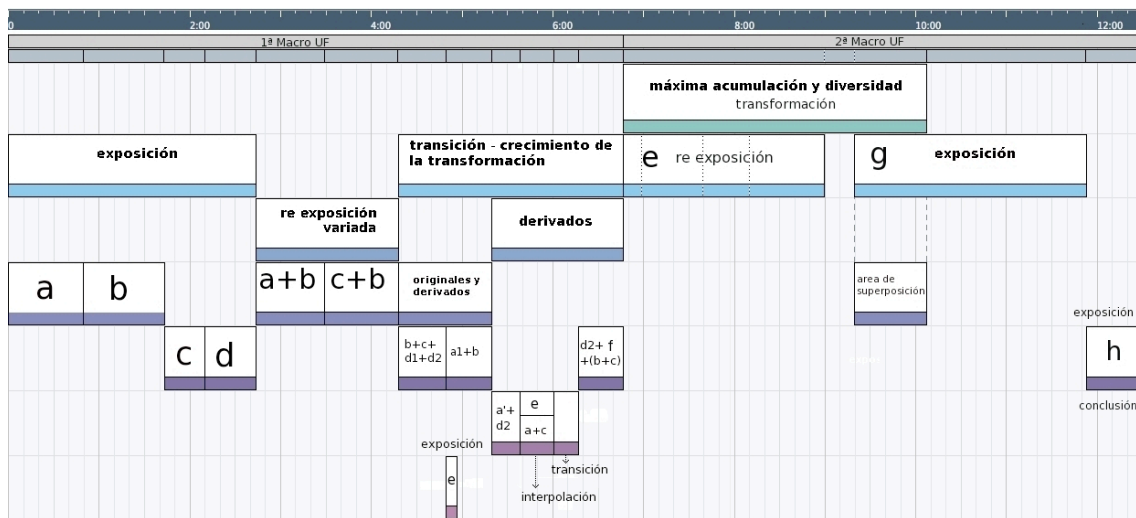 0 2:00 4:00 6:00 8:00 10:00 12:00
1ª Macro UF 2ª Macro UF
máxima acumulación y diversidad
transformación
exposición
transición - crecimiento de
la transformación
e re exposición
g exposición
re exposición
variada
derivados
a b
a+b c+b
originales y
derivados
area de
superposición
exposición
c d
b+c+
d1+d2
a1+b
d2+ f
+(b+c)
h
conclusión
a'+
d2
e
a+c
exposición
transición
e
interpolación